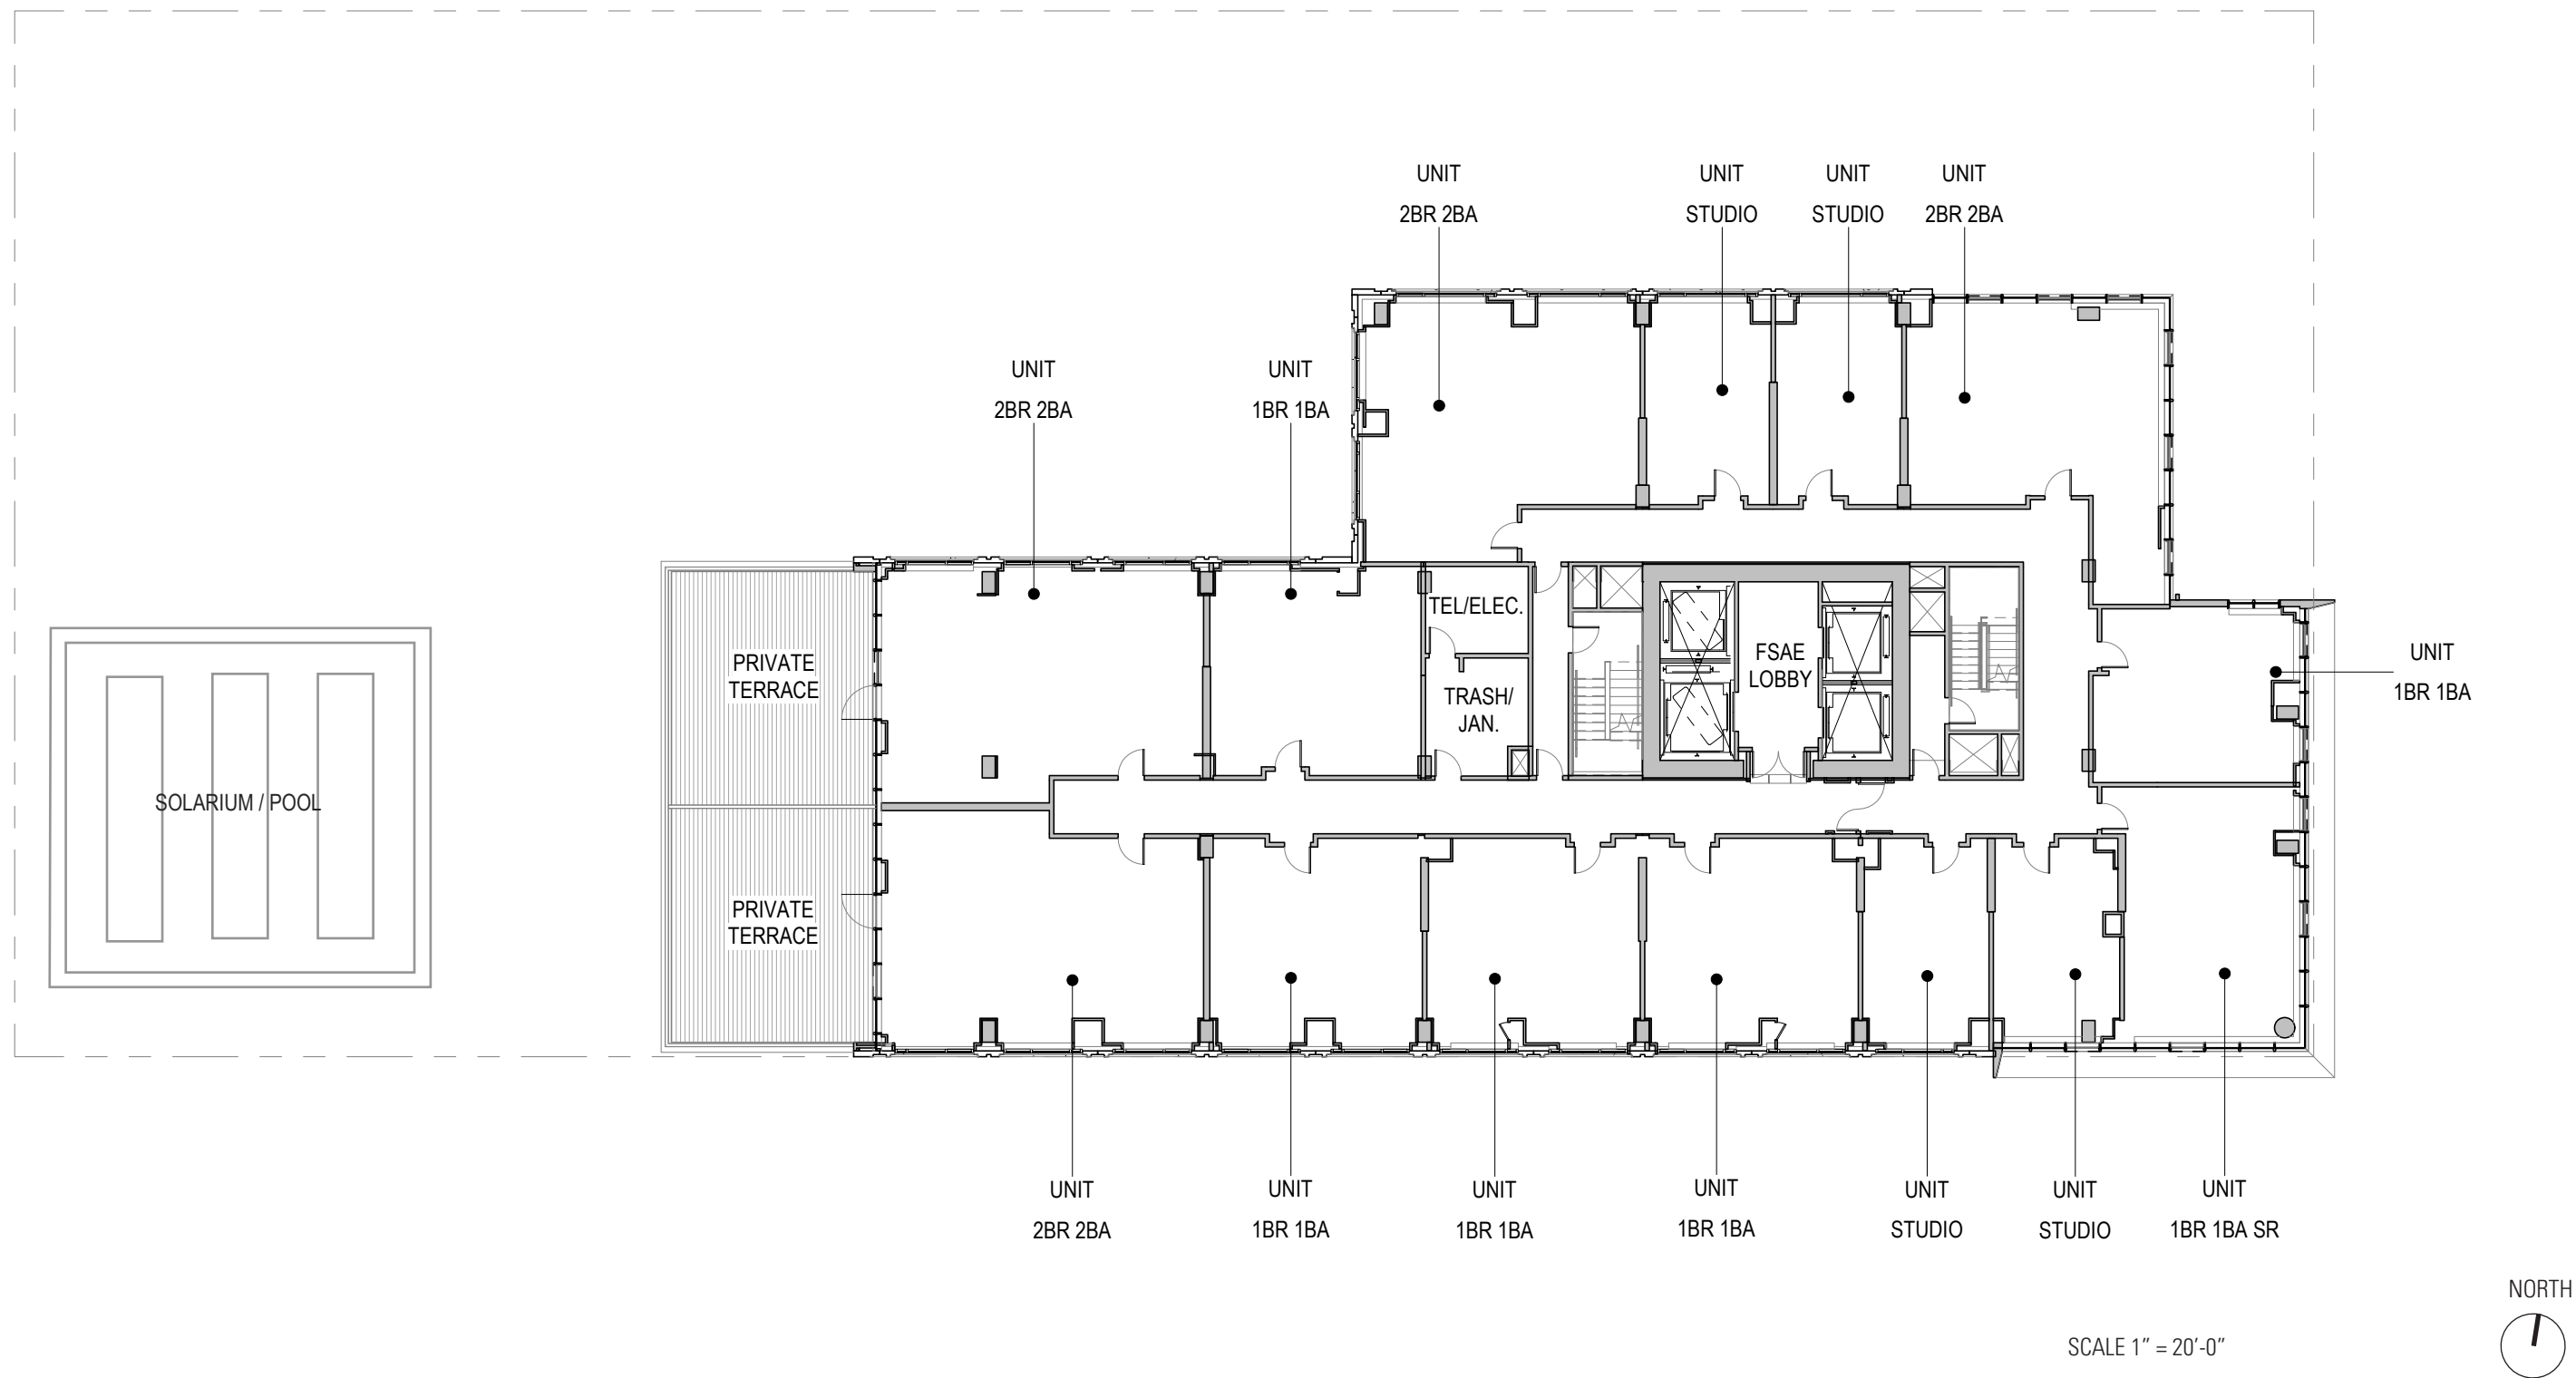 UNIT
2BR 2BA
UNIT
STUDIO
UNIT
STUDIO
UNIT
2BR 2BA
UNIT
2BR 2BA
UNIT
1BR 1BA
TEL/ELEC.
TRASH/
JAN.
FSAE
LOBBY
PRIVATE
TERRACE
UNIT
1BR 1BA
SOLARIUM / POOL
PRIVATE
TERRACE
UNIT
2BR 2BA
UNIT
1BR 1BA
UNIT
1BR 1BA
UNIT
1BR 1BA
UNIT
STUDIO
UNIT
STUDIO
UNIT
1BR 1BA SR
NORTH
SCALE 1” = 20’-0”